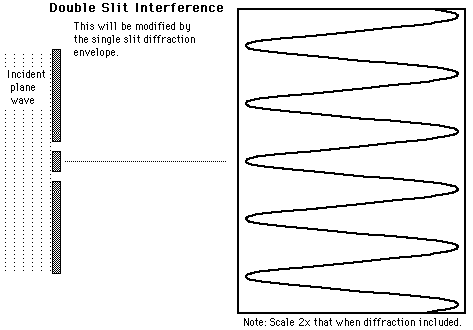 Double Slit Interference
This will be modified by
the single slit diffraction
envelope.
Incident
plane
wave
Note: Scale 2x that when diffraction included.